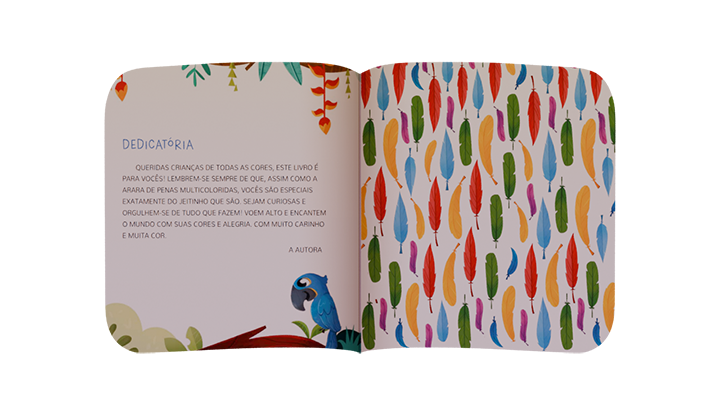 DEDICATÓRIA
QUERIDAS CRIANÇAS DE TODAS AS CORES, ESTE LIVRO É
PARA VOCÊS! LEMBREM-SE SEMPRE DE QUE, ASSIM COMO A
ARARA DE PENAS MULTICOLORIDAS, VOCÊS SÃO ESPECIAIS
EXATAMENTE DO JEITINHO QUE SÃO. SEJAM CURIOSAS E
ORGULHEM-SE DE TUDO QUE FAZEM! VOEM ALTO E ENCANTEM
O MUNDO COM SUAS CORES E ALEGRIA. COM MUITO CARINHO
E MUITA COR.
A AUTORA